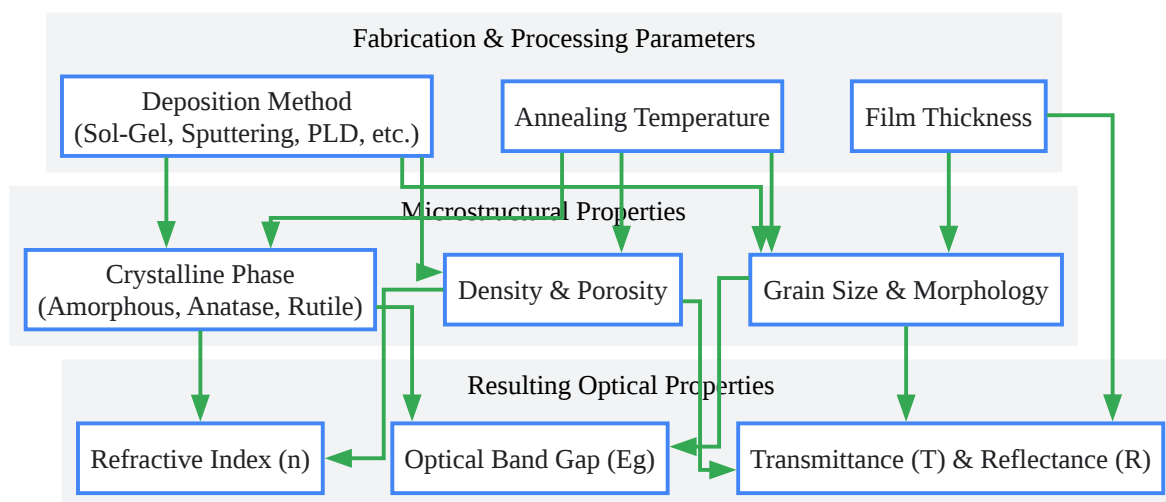 Fabrication & Processing Parameters
Deposition Method
(Sol-Gel, Sputtering, PLD, etc.)
Annealing Temperature
Film Thickness
Microstructural Properties
Crystalline Phase
(Amorphous, Anatase, Rutile)
Density & Porosity
Grain Size & Morphology
Resulting Optical Properties
Refractive Index (n)
Optical Band Gap (Eg)
Transmittance (T) & Reflectance (R)